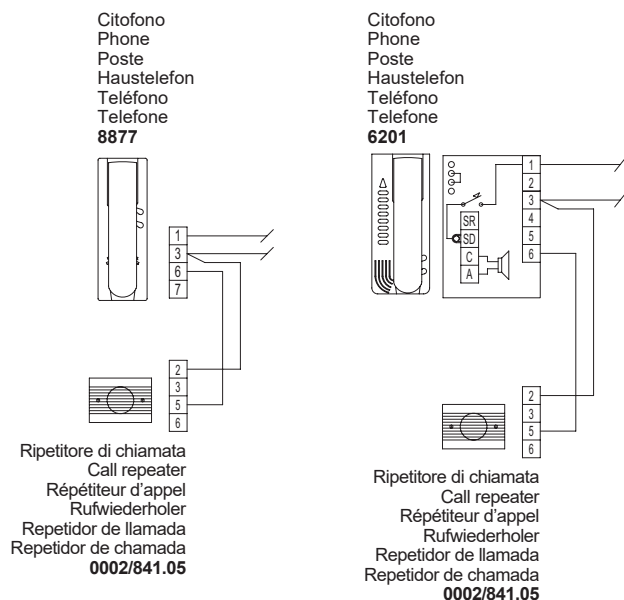 Citofono
Phone
Poste
Haustelefon
Teléfono
Telefone
8877
1
3
6
7
2
3
5
6
Ripetitore di chiamata
Call repeater
Répétiteur d'appel
Rufwiederholer
Repetidor de llamada
Repetidor de chamada
0002/841.05
Citofono
Phone
Poste
Haustelefon
Teléfono
Telefone
6201
1
2
3
4
5
6
SR
SD
C
A
2
3
5
6
Ripetitore di chiamata
Call repeater
Répétiteur d'appel
Rufwiederholer
Repetidor de llamada
Repetidor de chamada
0002/841.05